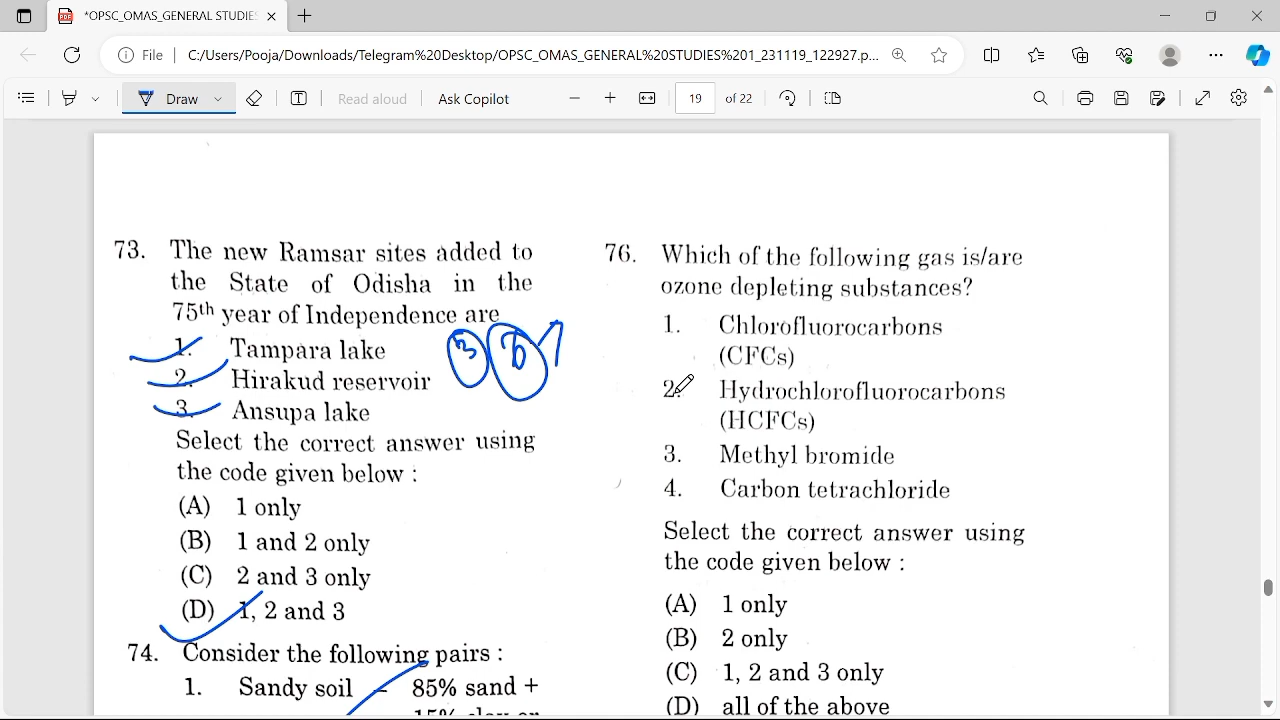 *OPSC_OMAS_GENERAL STUDIES
File
C:/Users/Pooja/Downloads/Telegram%20Desktop/OPSC_OMAS_GENERAL%20STUDIES%201_231119_122927.p...
Draw
Read aloud
Ask Copilot
19
of 22
73. The new Ramsar sites added to
the State of Odisha in the
75th year of Independence are
1. Tampara lake
2. Hirakud reservoir
3. Ansupa lake
Select the correct answer using
the code given below :
(A) 1 only
(B) 1 and 2 only
(C) 2 and 3 only
(D) 1, 2 and 3
74. Consider the following pairs :
1. Sandy soil – 85% sand +
76. Which of the following gas is/are
ozone depleting substances?
1. Chlorofluorocarbons
(CFCs)
2. Hydrochlorofluorocarbons
(HCFCs)
3. Methyl bromide
4. Carbon tetrachloride
Select the correct answer using
the code given below :
(A) 1 only
(B) 2 only
(C) 1, 2 and 3 only
(D) all of the above